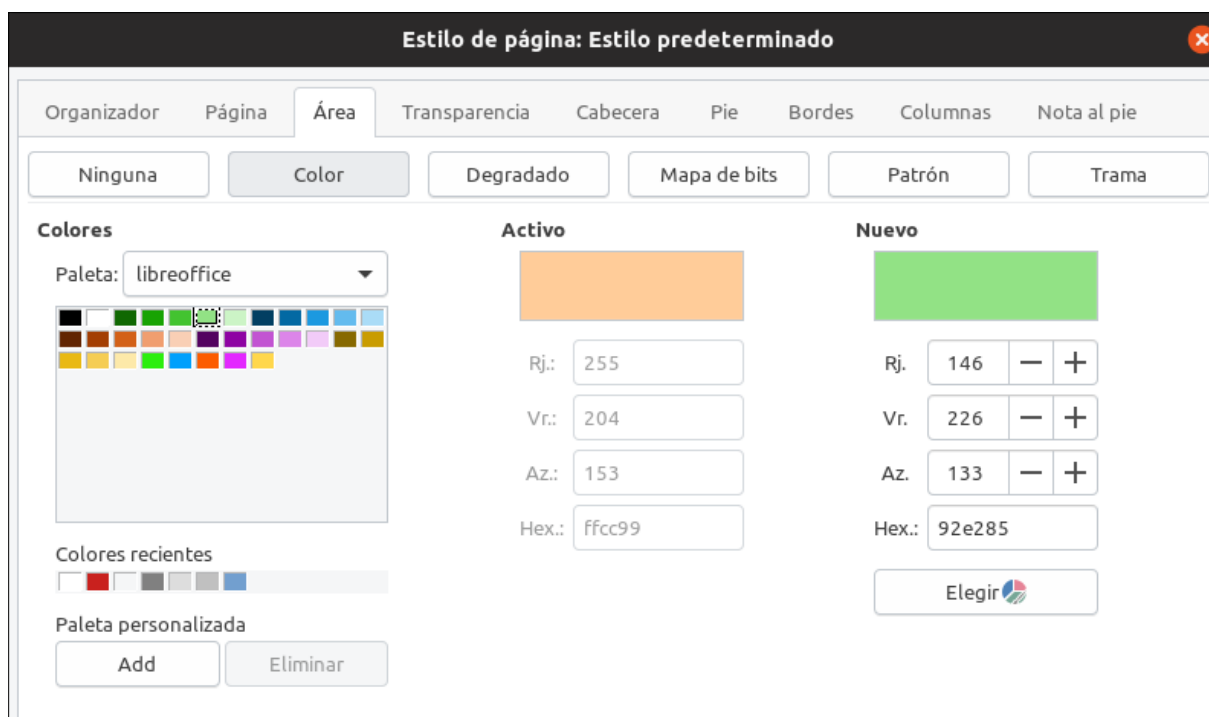 Estilo de página: Estilo predeterminado
Organizador Página Área Transparencia Cabecera Pie Bordes Columnas Nota al pie
Ninguna Color Degradado Mapa de bits Patrón Trama
Colores Activo Nuevo
Paleta: libreoffice
Rj.: 255 Rj. 146
Vr.: 204 Vr. 226
Az.: 153 Az. 133
Hex.: ffcc99 Hex.: 92e285
Colores recientes
Elegir
Paleta personalizada
Add Eliminar